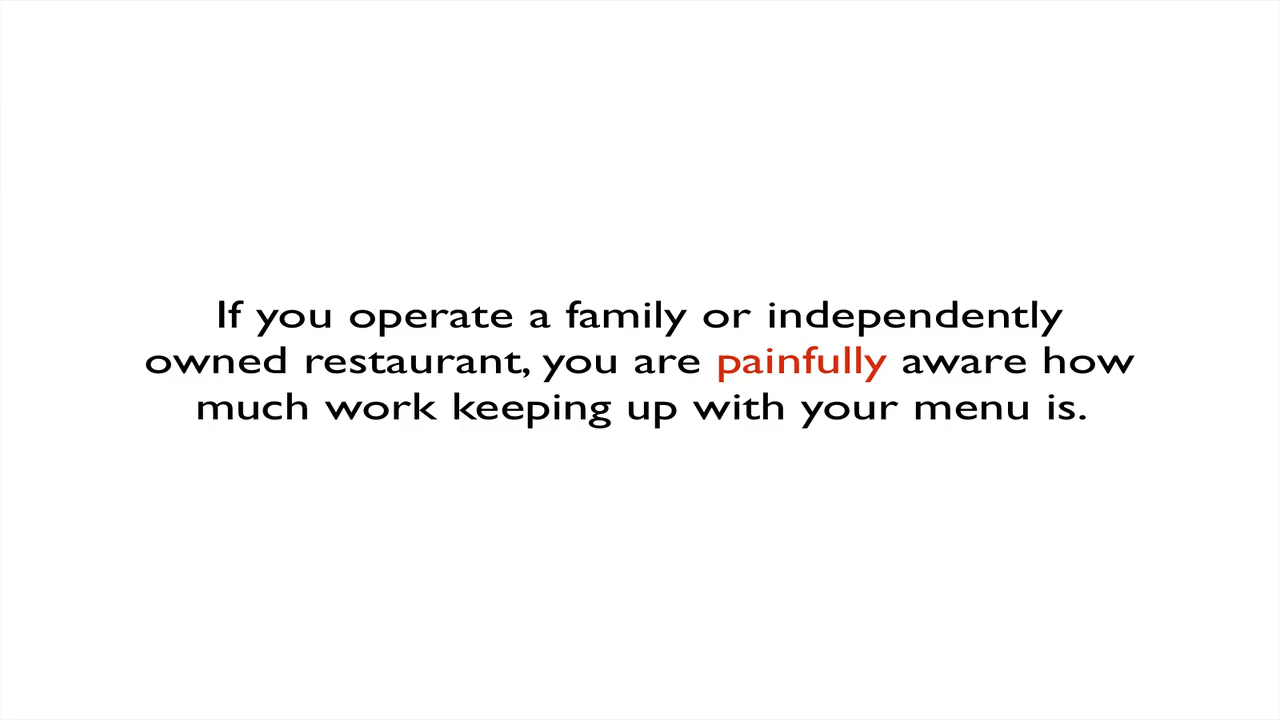 If you operate a family or independently
owned restaurant, you are painfully aware how
much work keeping up with your menu is.